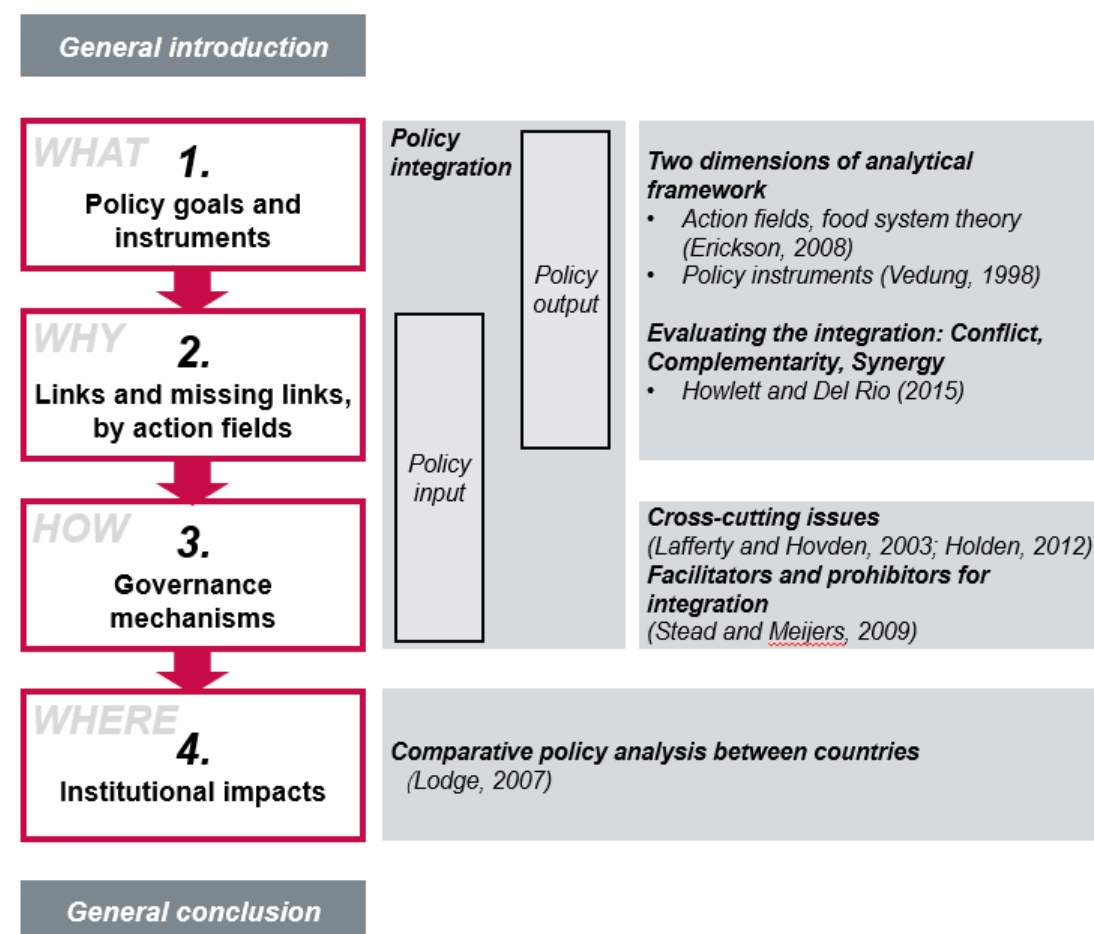 General introduction
WHAT
1.
Policy goals and
instruments
WHY
2.
Links and missing links,
by action fields
HOW
3.
Governance
mechanisms
WHERE
4.
Institutional impacts
Policy
integration
Policy
output
Policy
input
Two dimensions of analytical
framework
• Action fields, food system theory
(Erickson, 2008)
• Policy instruments (Vedung, 1998)
Evaluating the integration: Conflict,
Complementarity, Synergy
• Howlett and Del Rio (2015)
Cross-cutting issues
(Lafferty and Hovden, 2003; Holden, 2012)
Facilitators and prohibitors for
integration
(Stead and Meijers, 2009)
Comparative policy analysis between countries
(Lodge, 2007)
General conclusion